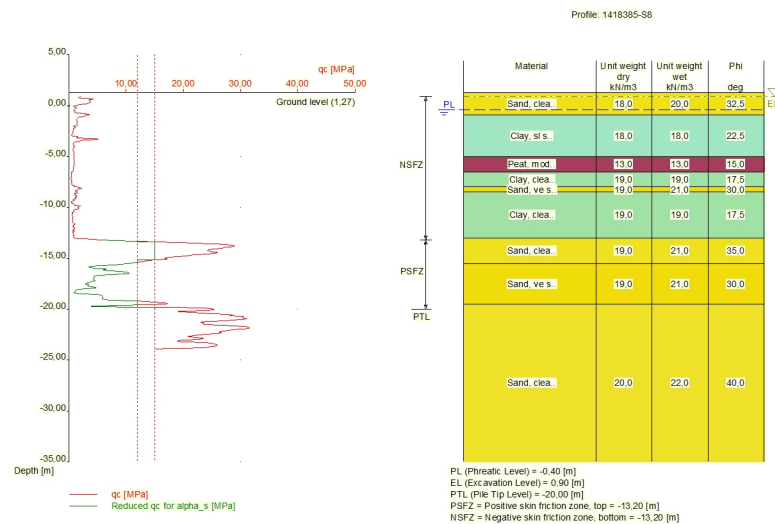 Profile: 1418385-S8
5,00
qc [MPa]
10,00 20,00 30,00 40,00 50,00
0,00
Ground level (1,27)
-5,00
-10,00
-15,00
-20,00
-25,00
-30,00
-35,00
Depth [m]
qc [MPa]
Reduced qc for alpha_s [MPa]
Material Unit weight dry kN/m3 Unit weight wet kN/m3 Phi deg
PL
NSFZ
PSFZ
PTL
Sand, clea.. 18,0 20,0 32,5
Clay, sl s.. 18,0 18,0 22,5
Peat, mod.. 13,0 13,0 15,0
Clay, clea.. 19,0 19,0 17,5
Sand, ve s.. 19,0 21,0 30,0
Clay, clea.. 19,0 19,0 17,5
Sand, clea.. 19,0 21,0 35,0
Sand, ve s.. 19,0 21,0 30,0
Sand, clea.. 20,0 22,0 40,0
PL (Phreatic Level) = -0,40 [m]
EL (Excavation Level) = 0,90 [m]
PTL (Pile Tip Level) = -20,00 [m]
PSFZ = Positive skin friction zone, top = -13,20 [m]
NSFZ = Negative skin friction zone, bottom = -13,20 [m]